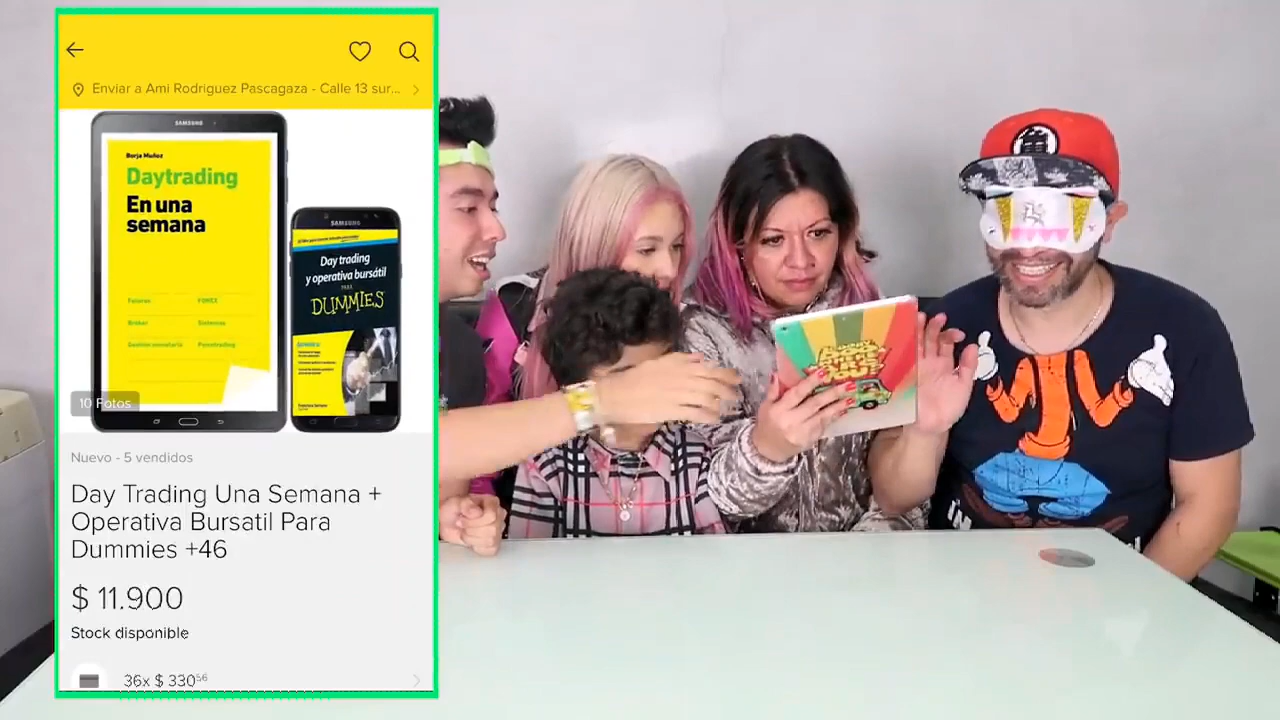 Enviar a Ami Rodriguez Pascagaza - Calle 13 sur...
SAMSUNG
Borja Muñoz
Daytrading
En una
semana
Futuros
FOREX
Bróker
Sistemas
Gestión monetaria
SAMSUNG
Day trading
y operativa bursátil
PARA
DUMMIES
10 Fotos
Nuevo - 5 vendidos
Day Trading Una Semana +
Operativa Bursatil Para
Dummies +46
$ 11.900
Stock disponible
36x $ 330⁵⁶